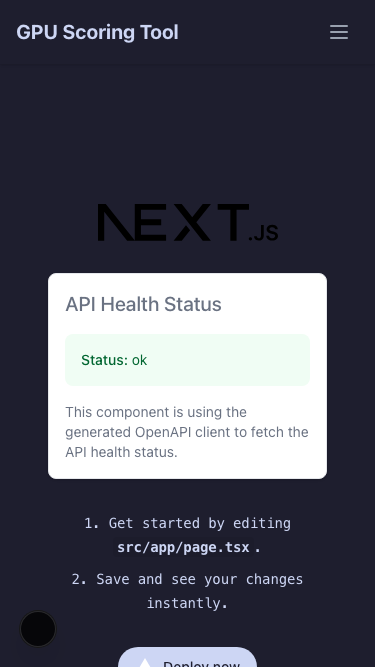 GPU Scoring Tool
NEXT.JS
API Health Status
Status: ok
This component is using the
generated OpenAPI client to fetch the
API health status.
1. Get started by editing
src/app/page.tsx.
2. Save and see your changes
instantly.
Deploy now